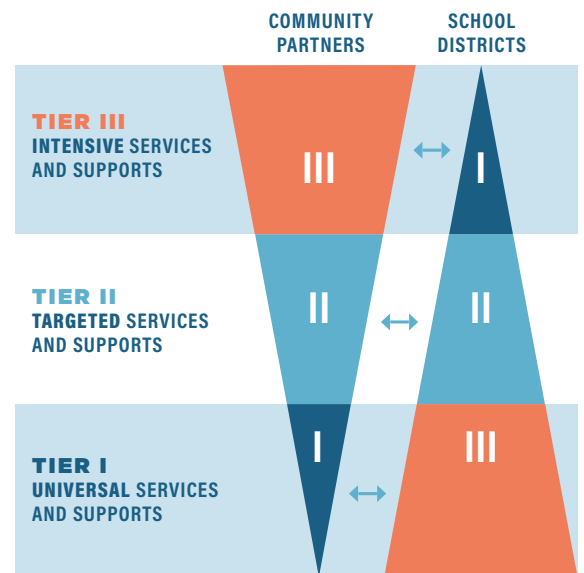 COMMUNITY
PARTNERS
SCHOOL
DISTRICTS
TIER III
INTENSIVE SERVICES
AND SUPPORTS
III
I
TIER II
TARGETED SERVICES
AND SUPPORTS
II
II
TIER I
UNIVERSAL SERVICES
AND SUPPORTS
I
III